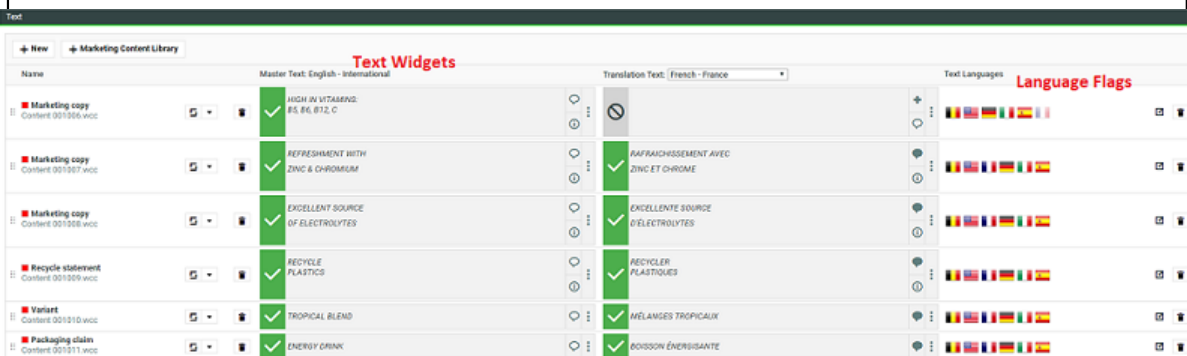 Text
+ New + Marketing Content Library
Text Widgets
Name Master Text: English - International Translation Text: French - France Text Languages
Language Flags
Marketing copy
Content 001006.wcc
HIGH IN VITAMINS:
B5, B6, B12, C
Marketing copy
Content 001007.wcc
REFRESHMENT WITH
ZINC & CHROMIUM
RAFRAICHISSEMENT AVEC
ZINC ET CHROME
Marketing copy
Content 001008.wcc
EXCELLENT SOURCE
OF ELECTROLYTES
EXCELLENTE SOURCE
D'ÉLECTROLYTES
Recycle statement
Content 001009.wcc
RECYCLE
PLASTICS
RECYCLER
PLASTIQUES
Variant
Content 001010.wcc
TROPICAL BLEND
MÉLANGES TROPICAUX
Packaging claim
Content 001011.wcc
ENERGY DRINK
BOISSON ÉNERGISANTE